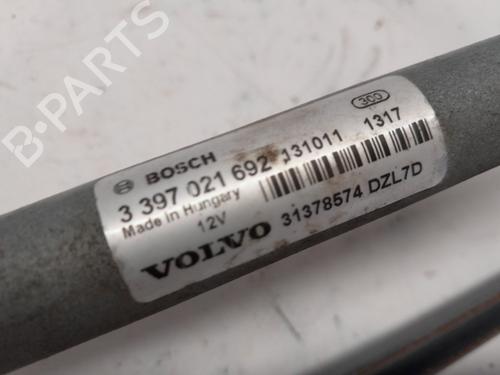 B-PARTS
BOSCH
300
3 397 021 692 131011 1317
Made in Hungary
12V
31378574 DZL7D
VOLVO